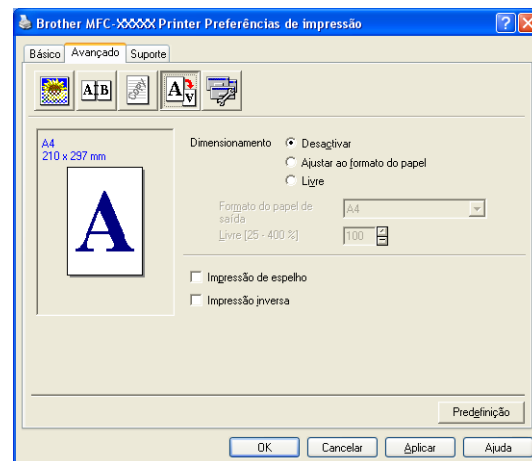 Brother MFC-XXXXX Printer Preferências de impressão
Básico Avançado Suporte
A B
A V
A4
210 x 297 mm
A
Dimensionamento Desactivar
Ajustar ao formato do papel
Livre
Formato do papel de saída A4
Livre [25 - 400 %] 100
Impressão de espelho
Impressão inversa
Predefinição
OK Cancelar Aplicar Ajuda